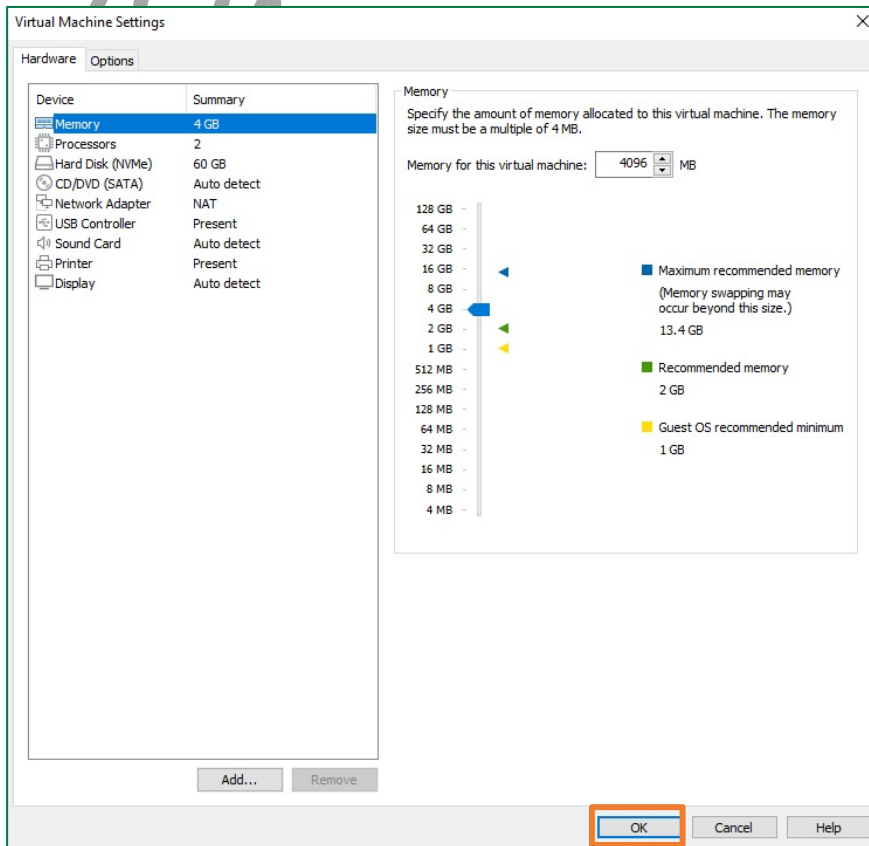 Virtual Machine Settings
Hardware Options
Device Summary
Memory 4 GB
Processors 2
Hard Disk (NVMe) 60 GB
CD/DVD (SATA) Auto detect
Network Adapter NAT
USB Controller Present
Sound Card Auto detect
Printer Present
Display Auto detect
Add... Remove
Memory
Specify the amount of memory allocated to this virtual machine. The memory
size must be a multiple of 4 MB.
Memory for this virtual machine: 4096 MB
128 GB
64 GB
32 GB
16 GB
8 GB
4 GB
2 GB
1 GB
512 MB
256 MB
128 MB
64 MB
32 MB
16 MB
8 MB
4 MB
Maximum recommended memory
(Memory swapping may
occur beyond this size.)
13.4 GB
Recommended memory
2 GB
Guest OS recommended minimum
1 GB
OK Cancel Help